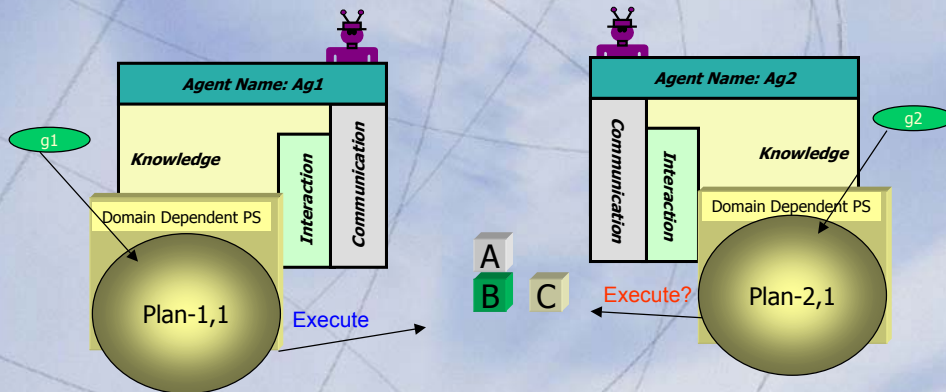 Agent Name: Ag1
g1
Knowledge
Interaction
Communication
Domain Dependent PS
Plan-1,1
Execute
A
B
C
Agent Name: Ag2
g2
Communication
Interaction
Knowledge
Domain Dependent PS
Plan-2,1
Execute?